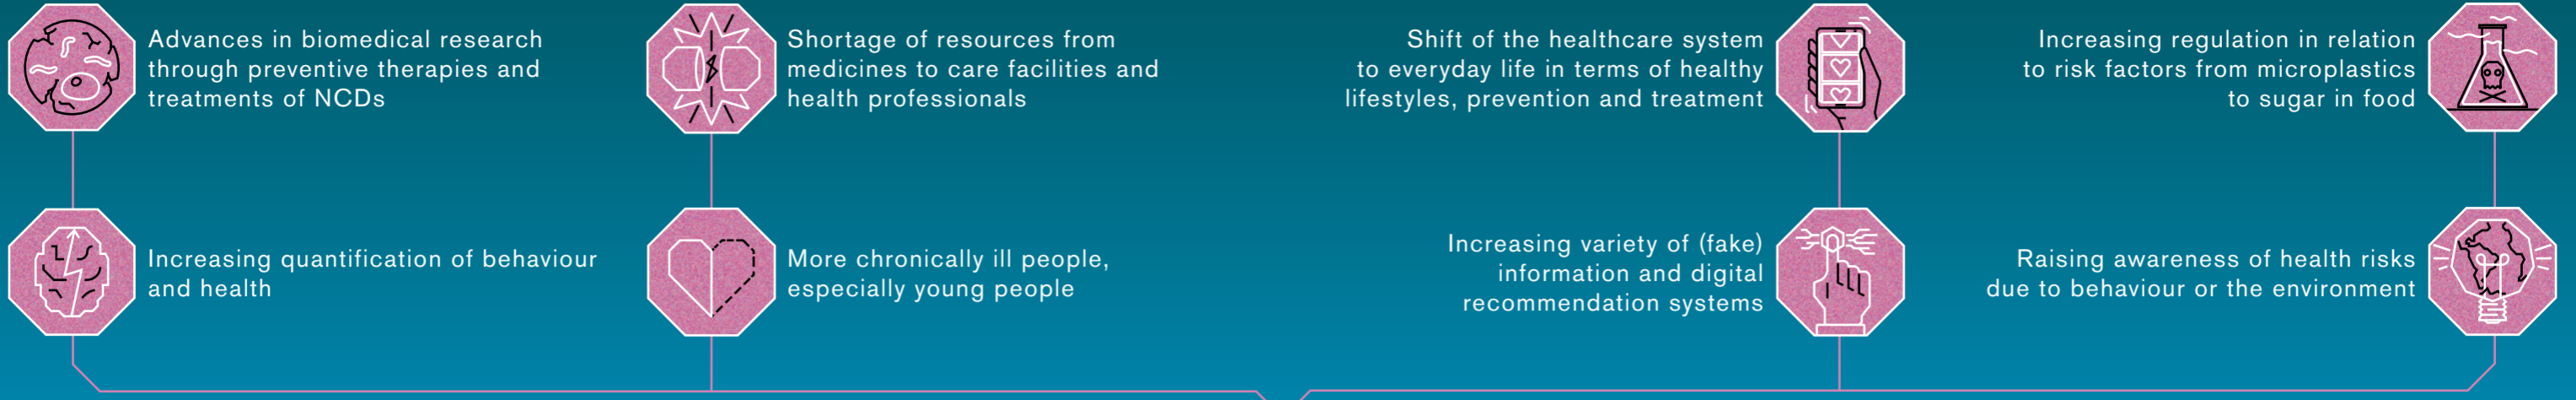 Advances in biomedical research
through preventive therapies and
treatments of NCDs
Shortage of resources from
medicines to care facilities and
health professionals
Shift of the healthcare system
to everyday life in terms of healthy
lifestyles, prevention and treatment
Increasing regulation in relation
to risk factors from microplastics
to sugar in food
Increasing quantification of behaviour
and health
More chronically ill people,
especially young people
Increasing variety of (fake)
information and digital
recommendation systems
Raising awareness of health risks
due to behaviour or the environment